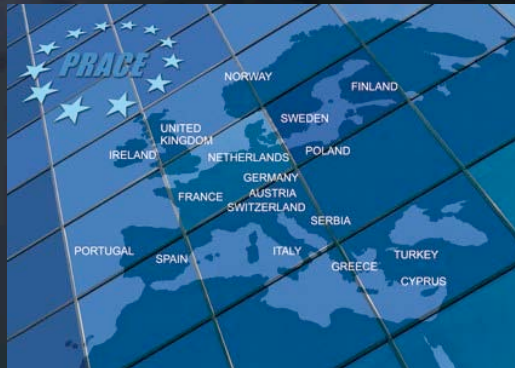 PRACE
NORWAY
FINLAND
SWEDEN
UNITED
KINGDOM
IRELAND
NETHERLANDS
POLAND
GERMANY
FRANCE
AUSTRIA
SWITZERLAND
SERBIA
PORTUGAL
SPAIN
ITALY
GREECE
TURKEY
CYPRUS